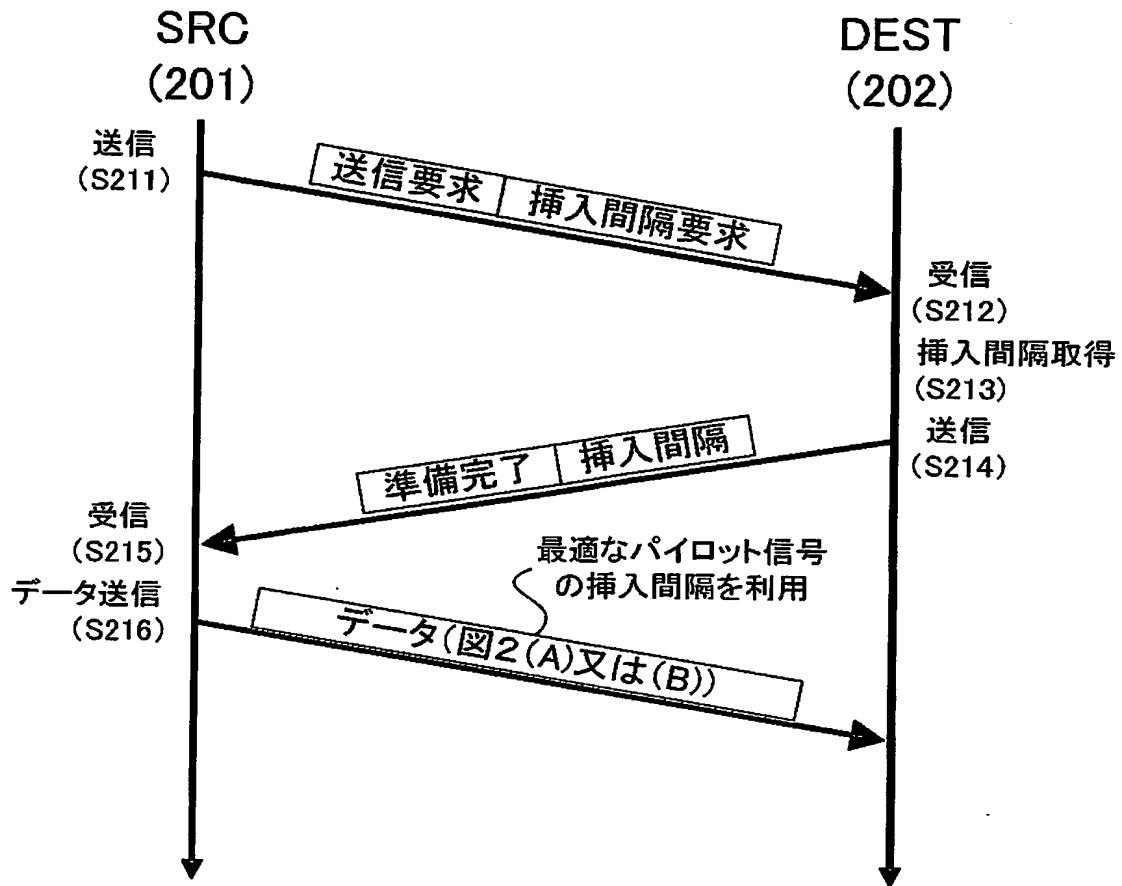 SRC
(201)
DEST
(202)
送信
(S211)
送信要求 挿入間隔要求
受信
(S212)
挿入間隔取得
(S213)
送信
(S214)
準備完了 挿入間隔
受信
(S215)
最適なパイロット信号
の挿入間隔を利用
データ送信
(S216)
データ(図2(A)又は(B))